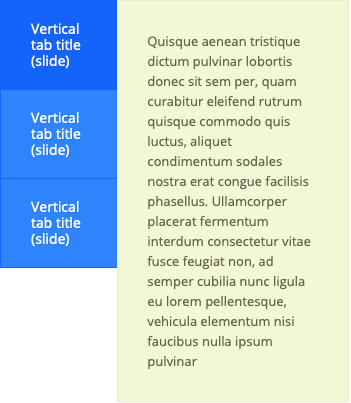 Vertical
tab title
(slide)
Vertical
tab title
(slide)
Vertical
tab title
(slide)
Quisque aenean tristique
dictum pulvinar lobortis
donec sit sem per, quam
curabitur eleifend rutrum
quisque commodo quis
luctus, aliquet
condimentum sodales
nostra erat congue facilisis
phasellus. Ullamcorper
placerat fermentum
interdum consectetur vitae
fusce feugiat non, ad
semper cubilia nunc ligula
eu lorem pellentesque,
vehicula elementum nisi
faucibus nulla ipsum
pulvinar